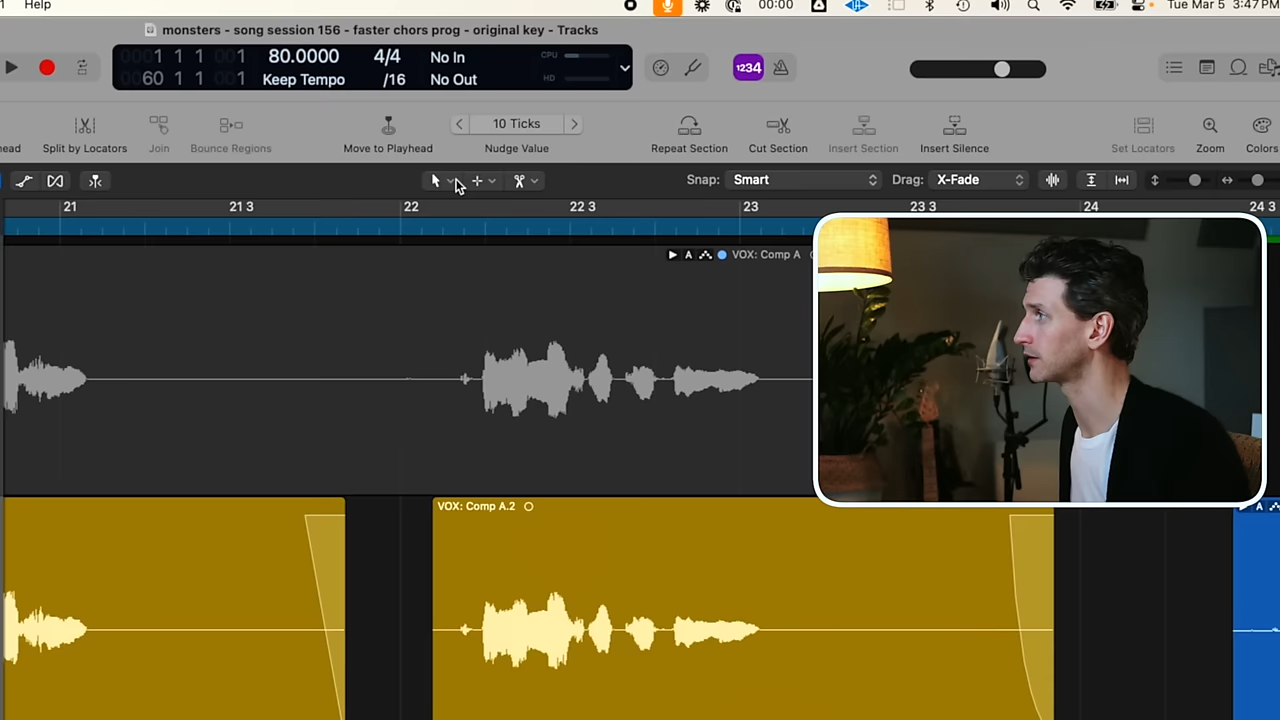 Help
00:00
Tue Mar 5 3:47PM
monsters - song session 156 - faster chors prog - original key - Tracks
0001 1 1 001 80.0000 4/4 No In CPU
0060 1 1 001 Keep Tempo /16 No Out HD
1234
10 Ticks
ead Split by Locators Join Bounce Regions Move to Playhead Nudge Value Repeat Section Cut Section Insert Section Insert Silence Set Locators Zoom Colors
Snap: Smart Drag: X-Fade
21 21 3 22 22 3 23 23 3 24 24 3
A VOX: Comp A
VOX: Comp A.2
A